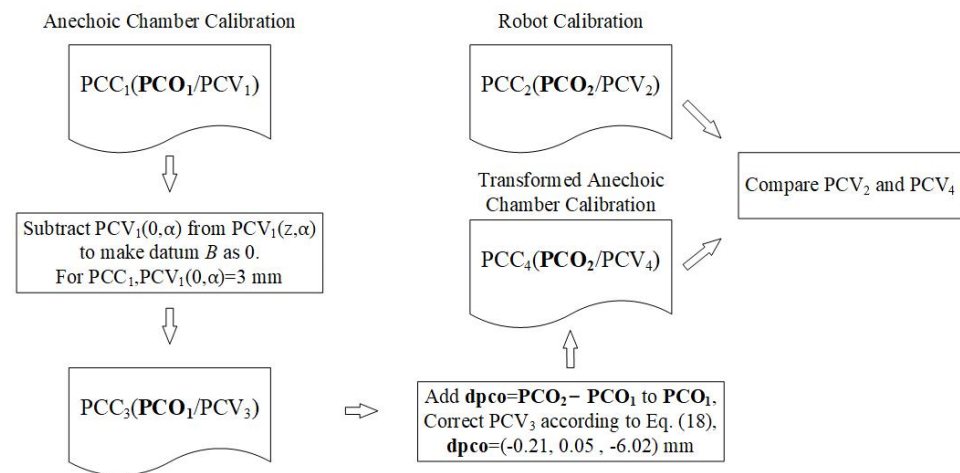 Anechoic Chamber Calibration
PCC₁(PCO₁/PCV₁)
Subtract PCV₁(0,α) from PCV₁(z,α)
to make datum B as 0.
For PCC₁,PCV₁(0,α)=3 mm
PCC₃(PCO₁/PCV₃)
Robot Calibration
PCC₂(PCO₂/PCV₂)
Transformed Anechoic
Chamber Calibration
PCC₄(PCO₂/PCV₄)
Add dpco=PCO₂− PCO₁ to PCO₁,
Correct PCV₃ according to Eq. (18),
dpco=(-0.21, 0.05 , -6.02) mm
Compare PCV₂ and PCV₄